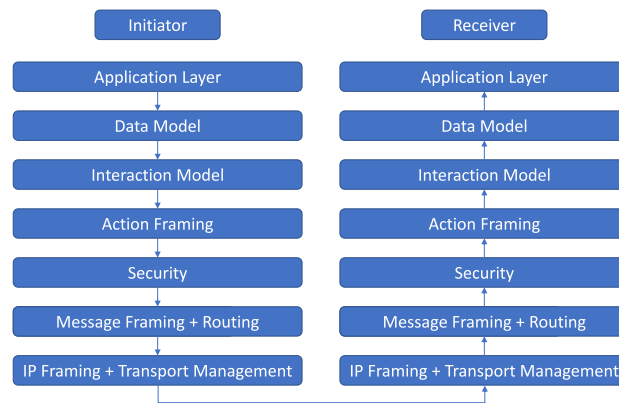 Initiator
Receiver
Application Layer
Application Layer
Data Model
Data Model
Interaction Model
Interaction Model
Action Framing
Action Framing
Security
Security
Message Framing + Routing
Message Framing + Routing
IP Framing + Transport Management
IP Framing + Transport Management